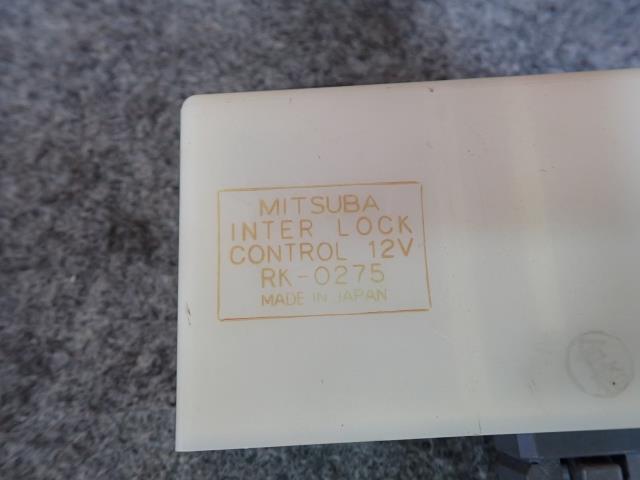 MITSUBA
INTER LOCK
CONTROL 12V
RK-0275
MADE IN JAPAN